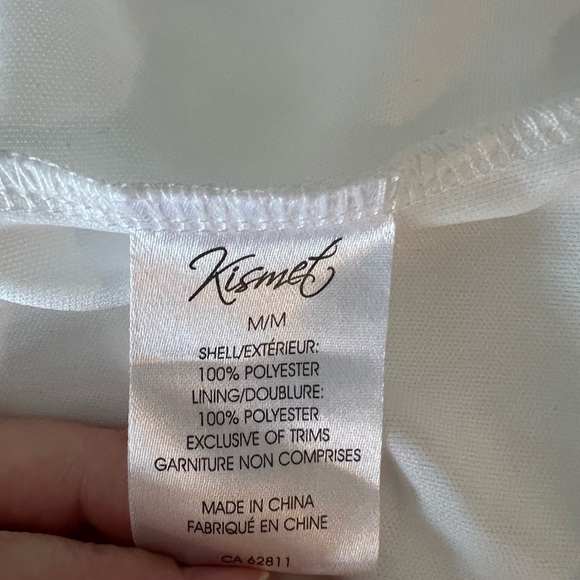 Kismet
M/M
SHELL/EXTÉRIEUR:
100% POLYESTER
LINING/DOUBLURE:
100% POLYESTER
EXCLUSIVE OF TRIMS
GARNITURE NON COMPRISES
MADE IN CHINA
FABRIQUÉ EN CHINE
CA 62811